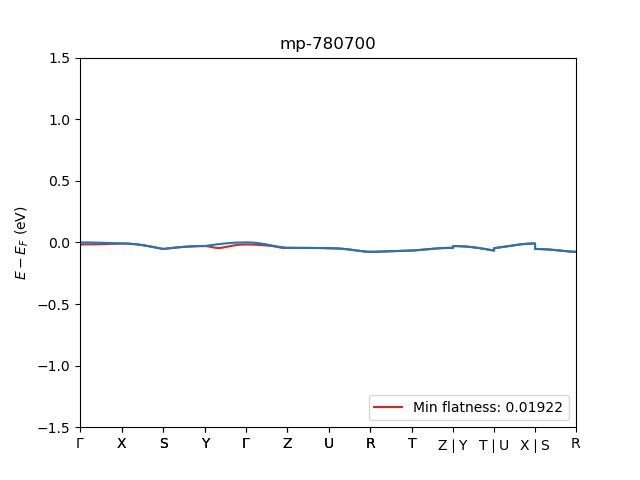 mp-780700
E − E_F (eV)
1.5
1.0
0.5
0.0
−0.5
−1.0
−1.5
Min flatness: 0.01922
Γ X S Y Γ Z U R T Z | Y T | U X | S R